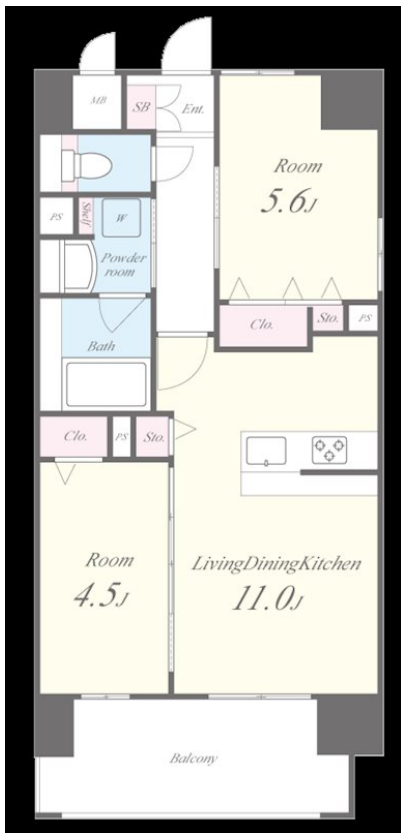 MB
SB
Ent.
Room
5.6J
PS
Shelf
W
Powder
room
Clo.
Sto.
PS
Bath
Clo.
PS
Sto.
Room
4.5J
LivingDiningKitchen
11.0J
Balcony